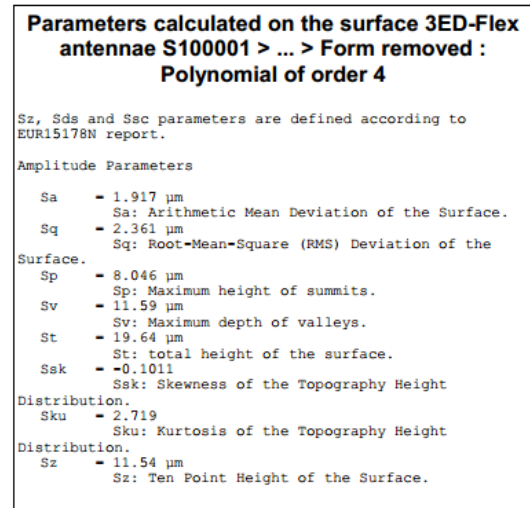 Parameters calculated on the surface 3ED-Flex
antennae S100001 > ... > Form removed :
Polynomial of order 4
Sz, Sds and Ssc parameters are defined according to
EUR15178N report.
Amplitude Parameters
Sa = 1.917 µm
Sa: Arithmetic Mean Deviation of the Surface.
Sq = 2.361 µm
Sq: Root-Mean-Square (RMS) Deviation of the
Surface.
Sp = 8.046 µm
Sp: Maximum height of summits.
Sv = 11.59 µm
Sv: Maximum depth of valleys.
St = 19.64 µm
St: total height of the surface.
Ssk = -0.1011
Ssk: Skewness of the Topography Height
Distribution.
Sku = 2.719
Sku: Kurtosis of the Topography Height
Distribution.
Sz = 11.54 µm
Sz: Ten Point Height of the Surface.